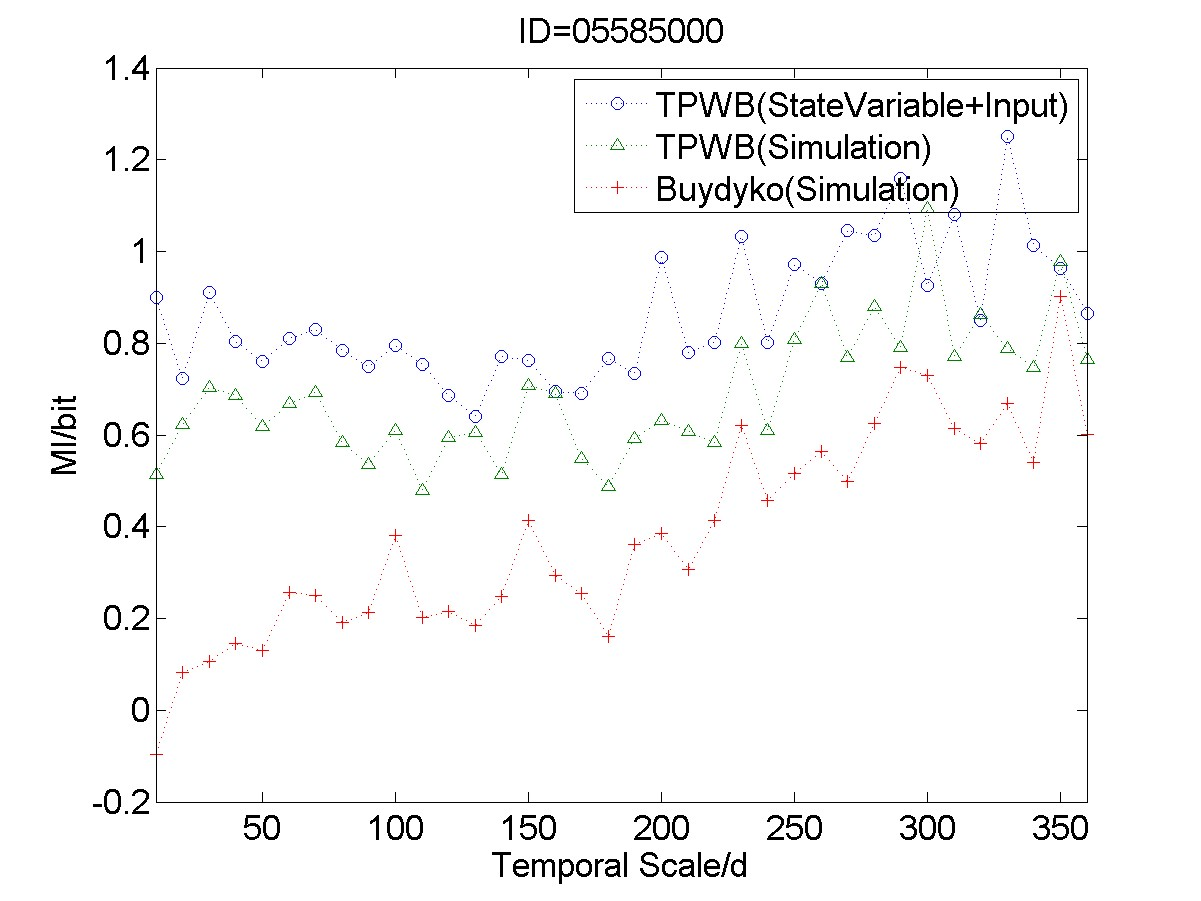 ID=05585000
1.4
1.2
1
0.8
0.6
0.4
0.2
0
-0.2
MI/bit
TPWB(StateVariable+Input)
TPWB(Simulation)
Buydyko(Simulation)
50 100 150 200 250 300 350
Temporal Scale/d